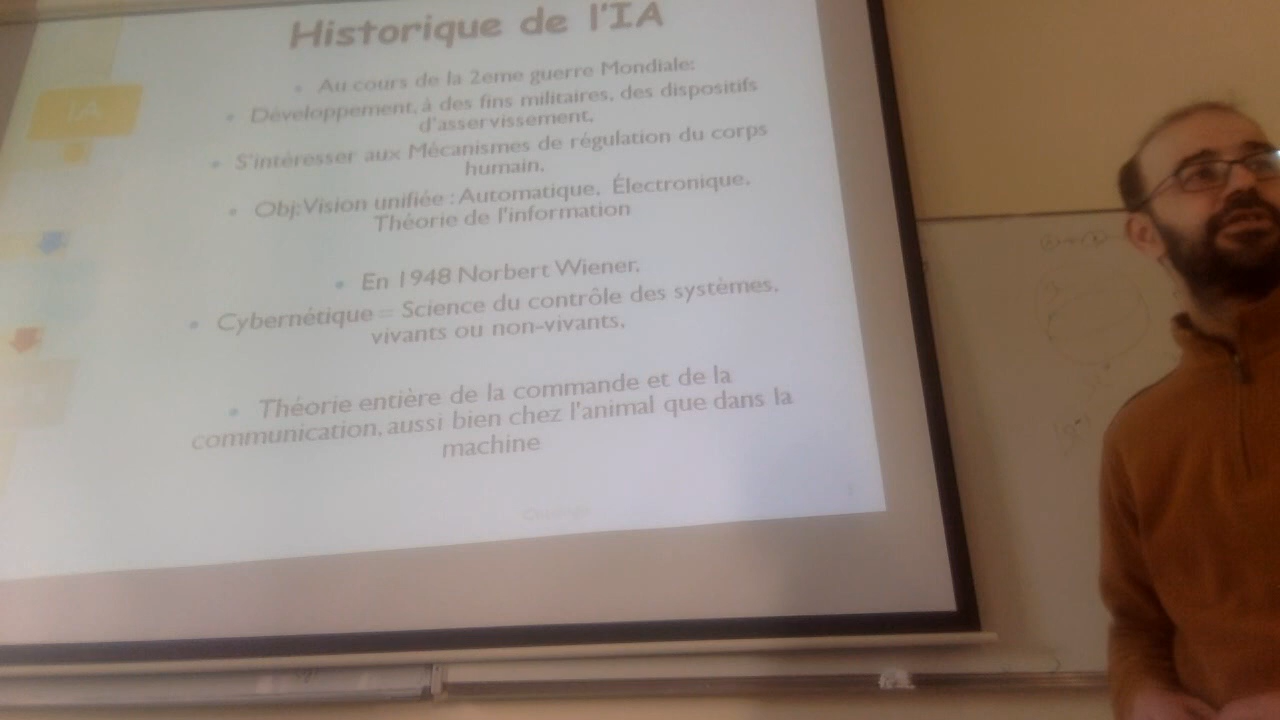 Historique de l'IA
IA
• Au cours de la 2eme guerre Mondiale:
• Développement, à des fins militaires, des dispositifs
d'asservissement,
• S'intéresser aux Mécanismes de régulation du corps
humain,
• Obj:Vision unifiée : Automatique, Électronique,
Théorie de l'information
• En 1948 Norbert Wiener,
• Cybernétique = Science du contrôle des systèmes,
vivants ou non-vivants,
• Théorie entière de la commande et de la
communication, aussi bien chez l'animal que dans la
machine